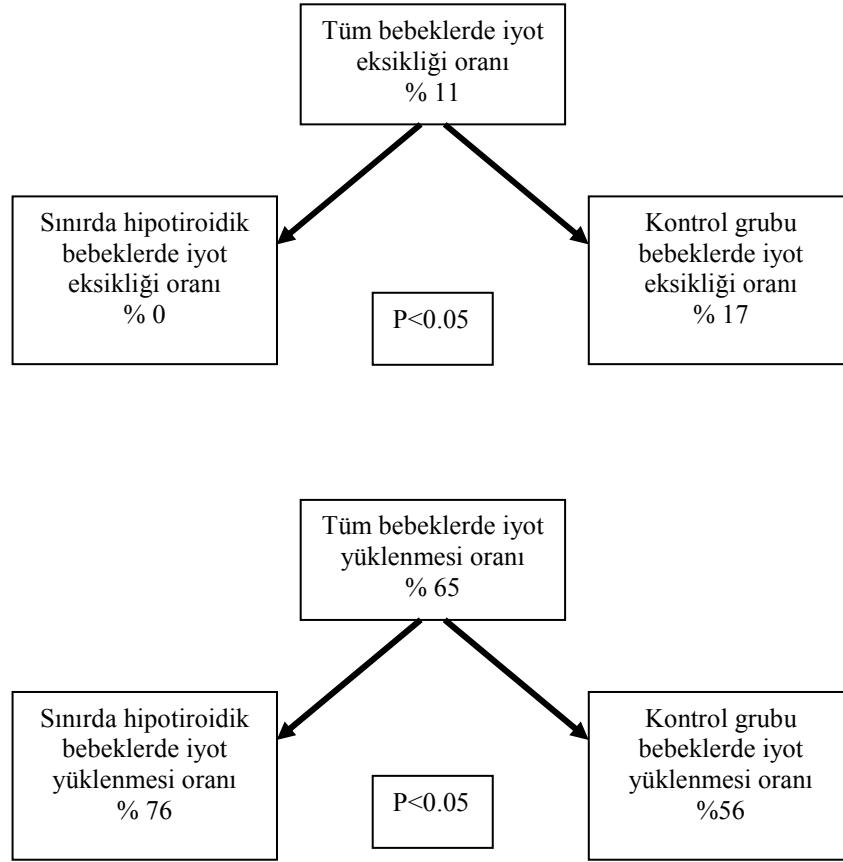 Tüm bebeklerde iyot
eksikliği oranı
% 11
Sınırda hipotiroidik
bebeklerde iyot
eksikliği oranı
% 0
P<0.05
Kontrol grubu
bebeklerde iyot
eksikliği oranı
% 17
Tüm bebeklerde iyot
yüklenmesi oranı
% 65
Sınırda hipotiroidik
bebeklerde iyot
yüklenmesi oranı
% 76
P<0.05
Kontrol grubu
bebeklerde iyot
yüklenmesi oranı
%56